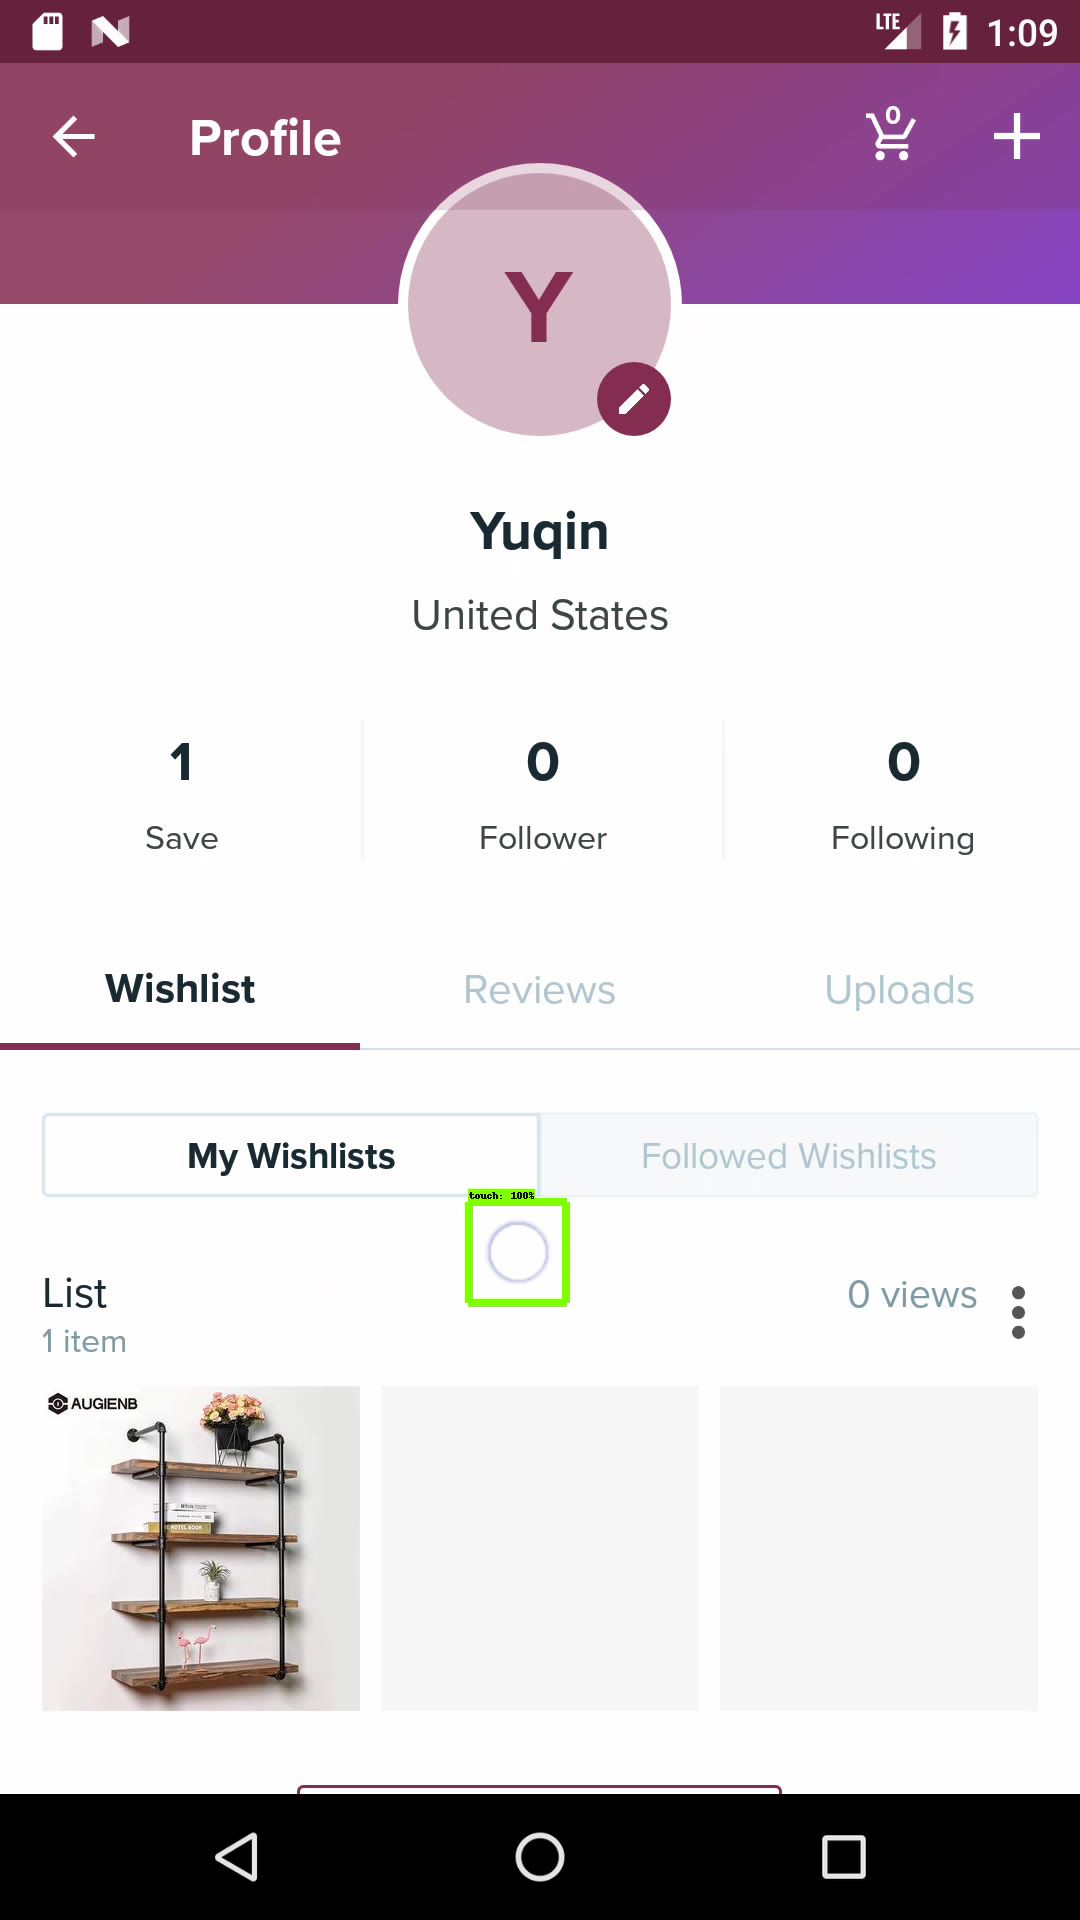 LTE 1:09
Profile
0
Y
Yuqin
United States
1 0 0
Save Follower Following
Wishlist Reviews Uploads
My Wishlists Followed Wishlists
touch: 100%
List 0 views
1 item
AUGIENB